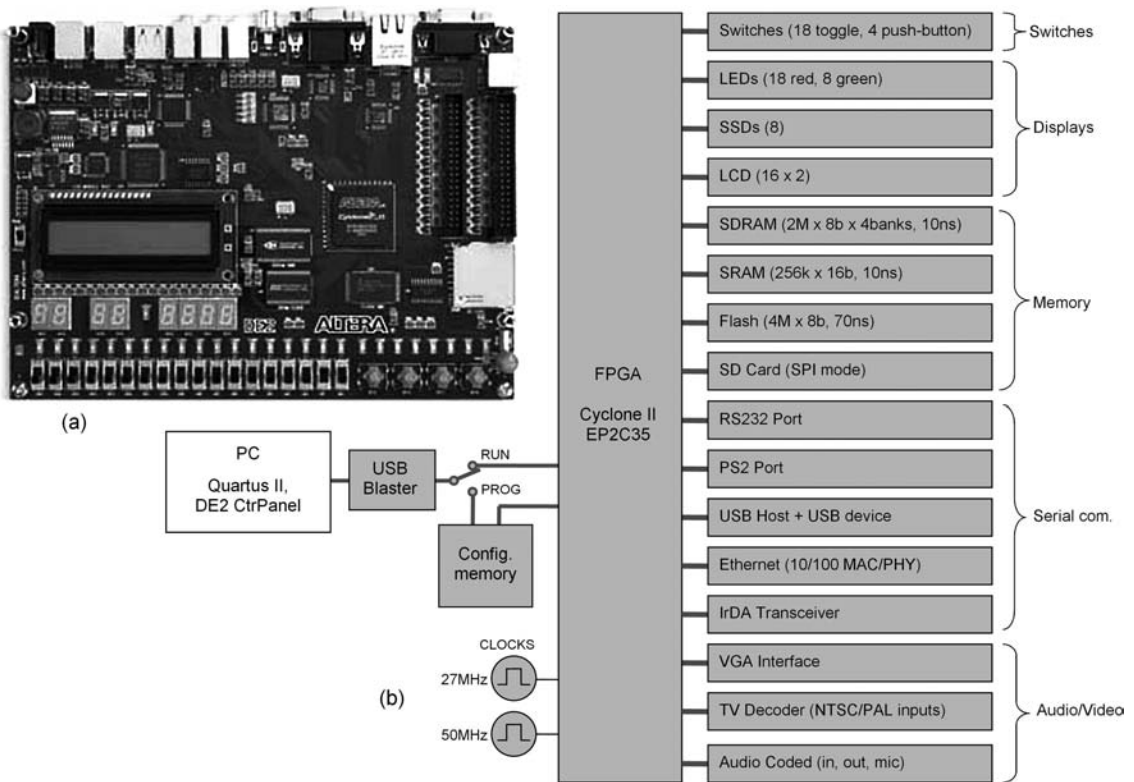 DE2
ALTERA
(a)
PC
Quartus II,
DE2 CtrPanel
USB
Blaster
RUN
PROG
Config.
memory
CLOCKS
27MHz
50MHz
(b)
FPGA
Cyclone II
EP2C35
Switches (18 toggle, 4 push-button)
LEDs (18 red, 8 green)
SSDs (8)
LCD (16 x 2)
SDRAM (2M x 8b x 4banks, 10ns)
SRAM (256k x 16b, 10ns)
Flash (4M x 8b, 70ns)
SD Card (SPI mode)
RS232 Port
PS2 Port
USB Host + USB device
Ethernet (10/100 MAC/PHY)
IrDA Transceiver
VGA Interface
TV Decoder (NTSC/PAL inputs)
Audio Coded (in, out, mic)
Switches
Displays
Memory
Serial com.
Audio/Video